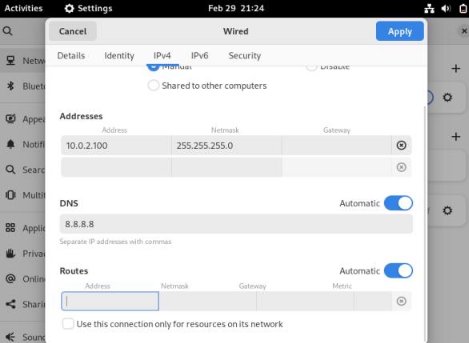 Activities Settings Feb 29 21:24
Cancel Wired Apply
Details Identity IPv4 IPv6 Security
Manual Disable
Shared to other computers
Addresses
Address Netmask Gateway
10.0.2.100 255.255.255.0
DNS Automatic
8.8.8.8
Separate IP addresses with commas
Routes Automatic
Address Netmask Gateway Metric
Use this connection only for resources on its network
Netw
Bluet
Appea
Notifi
Searc
Multit
Applic
Privac
Onlin
Sharin
Sound